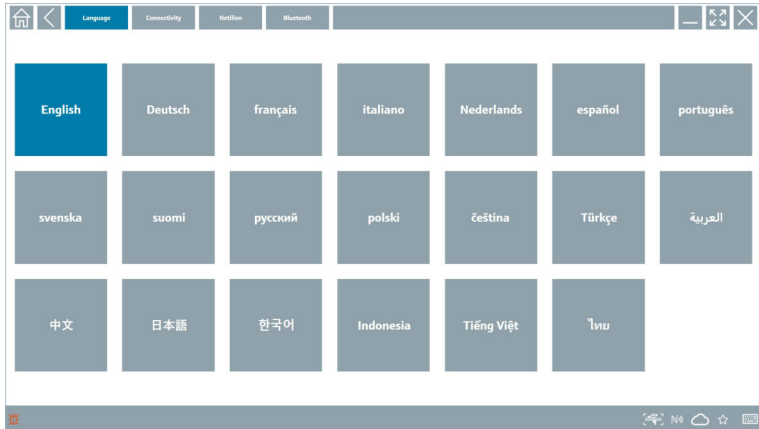 Language Connectivity Netilion Bluetooth
English Deutsch français italiano Nederlands español português
svenska suomi русский polski čeština Türkçe العربية
中文 日本語 한국어 Indonesia Tiếng Việt ไทย